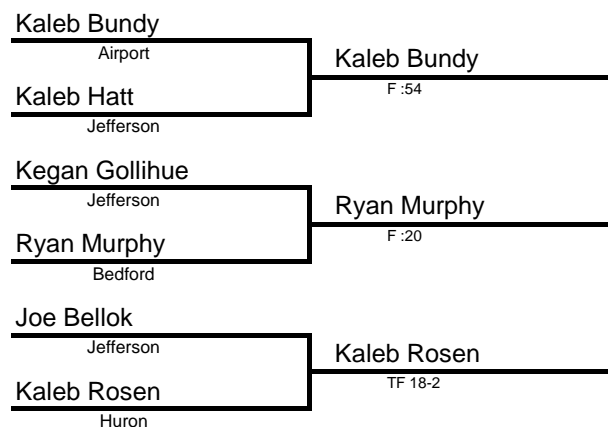 Kaleb Bundy
Airport
Kaleb Bundy
F :54
Kaleb Hatt
Jefferson
Kegan Gollihue
Jefferson
Ryan Murphy
F :20
Ryan Murphy
Bedford
Joe Bellok
Jefferson
Kaleb Rosen
TF 18-2
Kaleb Rosen
Huron